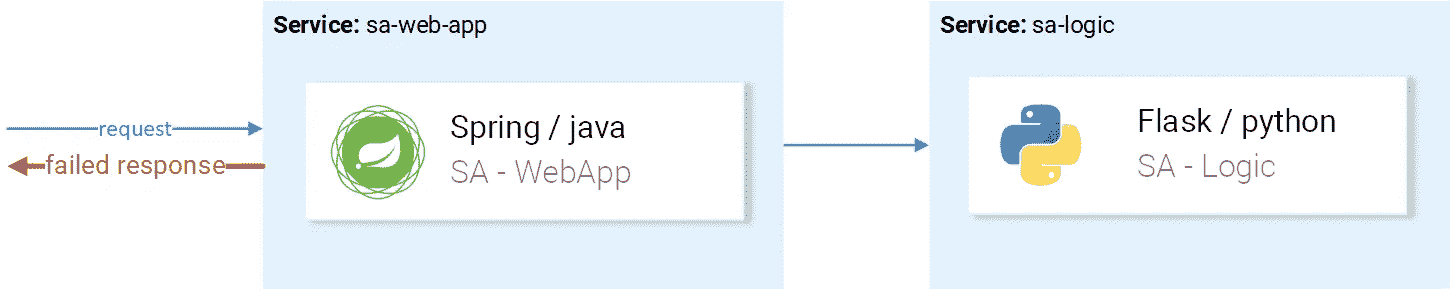 Service: sa-web-app
Service: sa-logic
request
failed response
Spring / java
SA - WebApp
Flask / python
SA - Logic